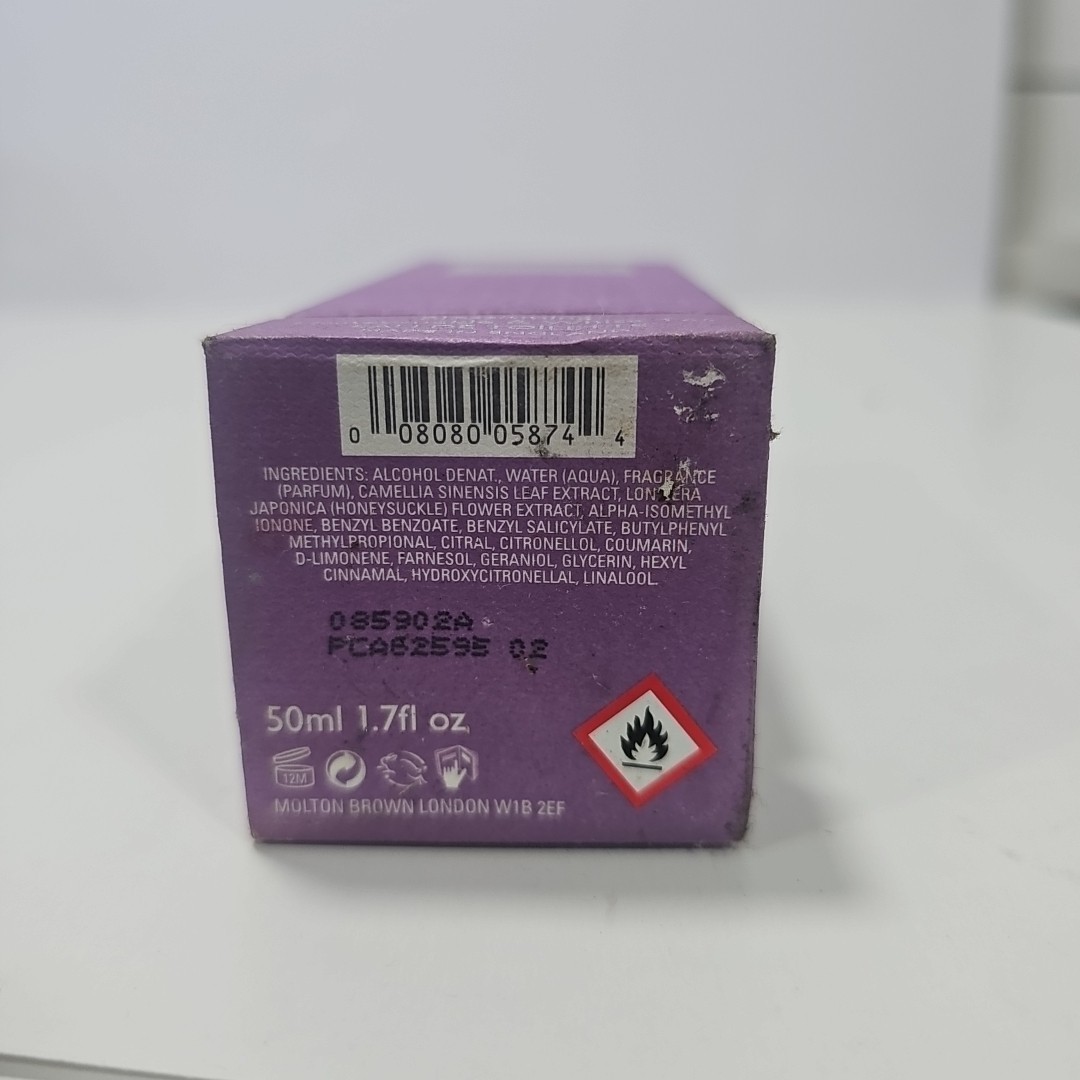 0 08080 05874 4
INGREDIENTS: ALCOHOL DENAT., WATER (AQUA), FRAGRANCE
(PARFUM), CAMELLIA SINENSIS LEAF EXTRACT, LONICERA
JAPONICA (HONEYSUCKLE) FLOWER EXTRACT, ALPHA-ISOMETHYL
IONONE, BENZYL BENZOATE, BENZYL SALICYLATE, BUTYLPHENYL
METHYLPROPIONAL, CITRAL, CITRONELLOL, COUMARIN,
D-LIMONENE, FARNESOL, GERANIOL, GLYCERIN, HEXYL
CINNAMAL, HYDROXYCITRONELLAL, LINALOOL.
085902A
PCA62595 02
50ml 1.7fl oz
12M
MOLTON BROWN LONDON W1B 2EF